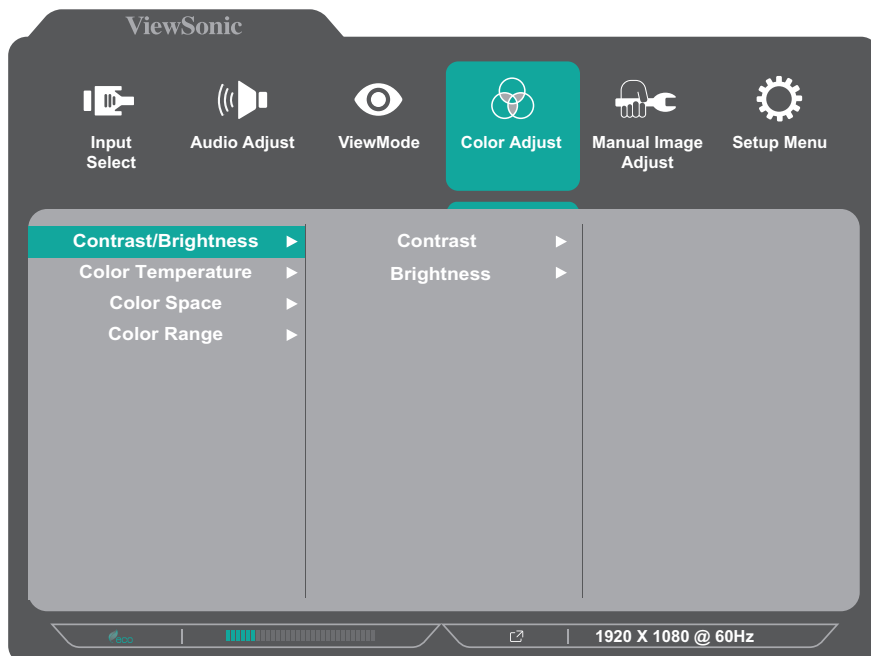 ViewSonic
Input
Select
Audio Adjust
ViewMode
Color Adjust
Manual Image
Adjust
Setup Menu
Contrast/Brightness
Contrast
Color Temperature
Brightness
Color Space
Color Range
eco
1920 X 1080 @ 60Hz